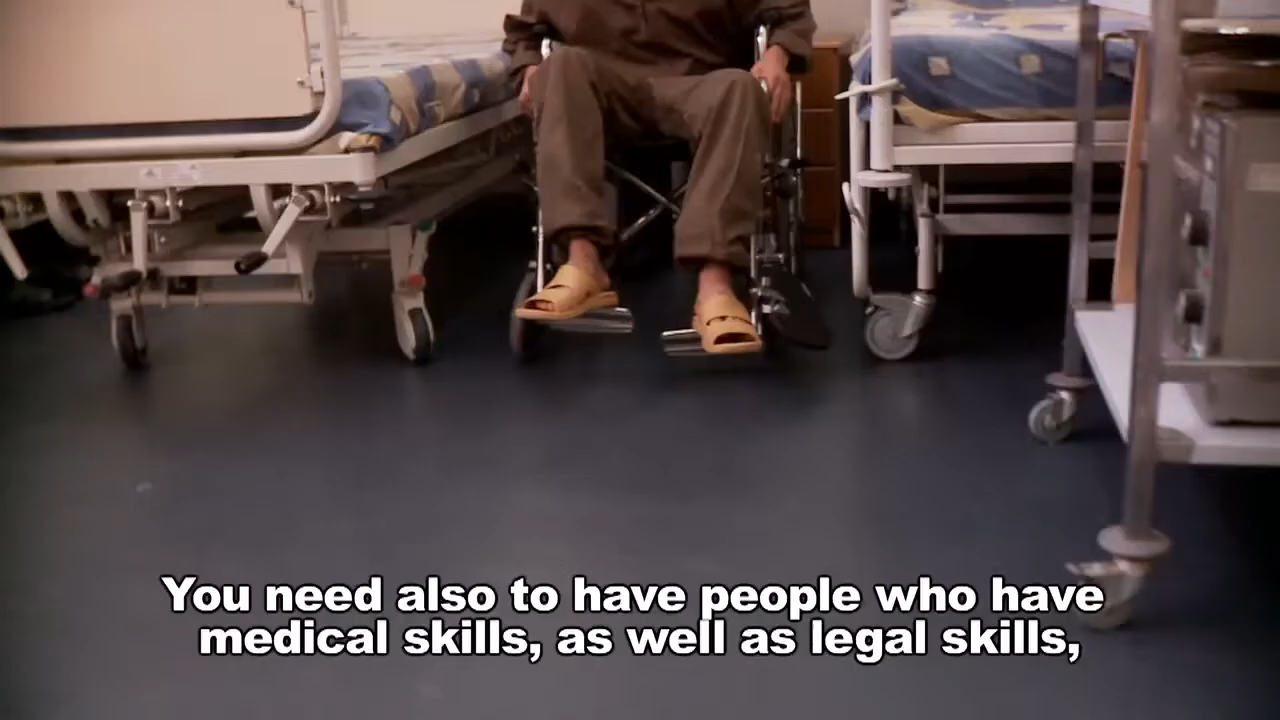 You need also to have people who have
medical skills, as well as legal skills,